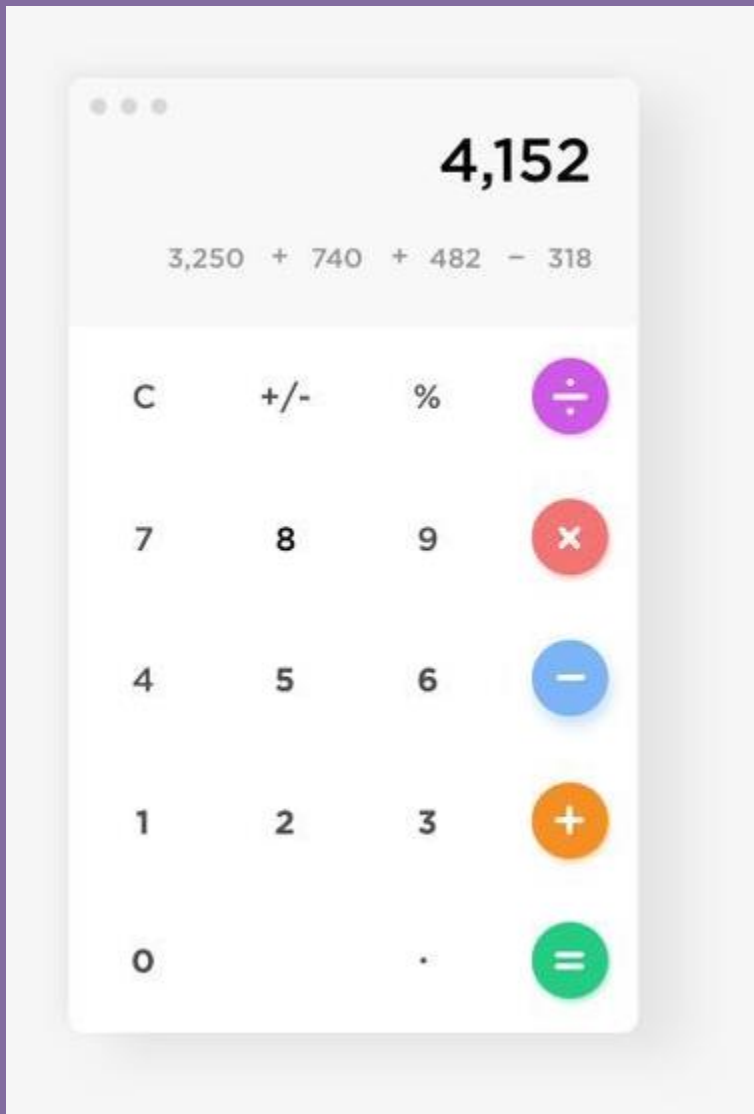 4,152
3,250 + 740 + 482 − 318
C +/- % ÷
7 8 9 ×
4 5 6 −
1 2 3 +
0 . =